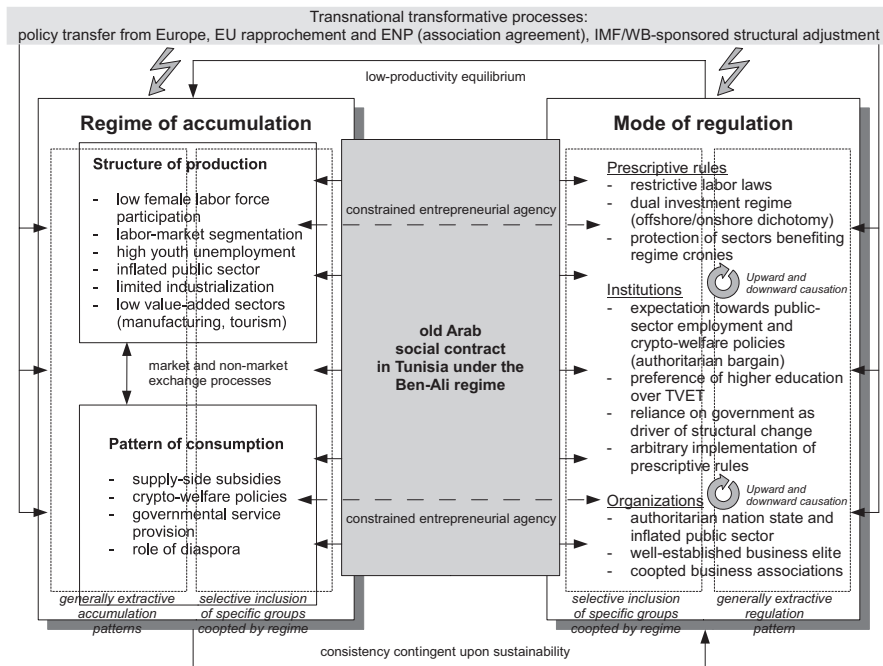 Transnational transformative processes:
policy transfer from Europe, EU rapprochement and ENP (association agreement), IMF/WB-sponsored structural adjustment
low-productivity equilibrium
Regime of accumulation
Structure of production
- low female labor force
participation
- labor-market segmentation
- high youth unemployment
- inflated public sector
- limited industrialization
- low value-added sectors
(manufacturing, tourism)
market and non-market
exchange processes
Pattern of consumption
- supply-side subsidies
- crypto-welfare policies
- governmental service
provision
- role of diaspora
generally extractive
accumulation
patterns
selective inclusion
of specific groups
coopted by regime
constrained entrepreneurial agency
old Arab
social contract
in Tunisia under the
Ben-Ali regime
constrained entrepreneurial agency
Mode of regulation
Prescriptive rules
- restrictive labor laws
- dual investment regime
(offshore/onshore dichotomy)
- protection of sectors benefiting
regime cronies
Upward and
downward causation
Institutions
- expectation towards public-
sector employment and
crypto-welfare policies
(authoritarian bargain)
- preference of higher education
over TVET
- reliance on government as
driver of structural change
- arbitrary implementation of
prescriptive rules
Upward and
downward causation
Organizations
- authoritarian nation state and
inflated public sector
- well-established business elite
- coopted business associations
selective inclusion
of specific groups
coopted by regime
generally extractive
regulation
pattern
consistency contingent upon sustainability